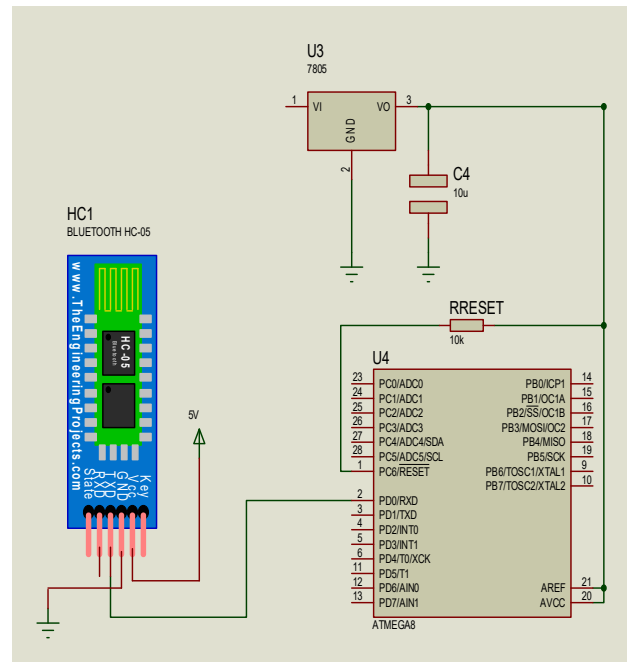 U3
7805
1 VI VO 3
GND
2
C4
10u
HC1
BLUETOOTH HC-05
www.TheEngineeringProjects.com
HC-05
Bluetooth
State
RXD
TXD
GND
Vcc
Key
5V
RRESET
10k
U4
23 PC0/ADC0 PB0/ICP1 14
24 PC1/ADC1 PB1/OC1A 15
25 PC2/ADC2 PB2/SS/OC1B 16
26 PC3/ADC3 PB3/MOSI/OC2 17
27 PC4/ADC4/SDA PB4/MISO 18
28 PC5/ADC5/SCL PB5/SCK 19
1 PC6/RESET PB6/TOSC1/XTAL1 9
PB7/TOSC2/XTAL2 10
2 PD0/RXD
3 PD1/TXD
4 PD2/INT0
5 PD3/INT1
6 PD4/T0/XCK
11 PD5/T1
12 PD6/AIN0 AREF 21
13 PD7/AIN1 AVCC 20
ATMEGA8